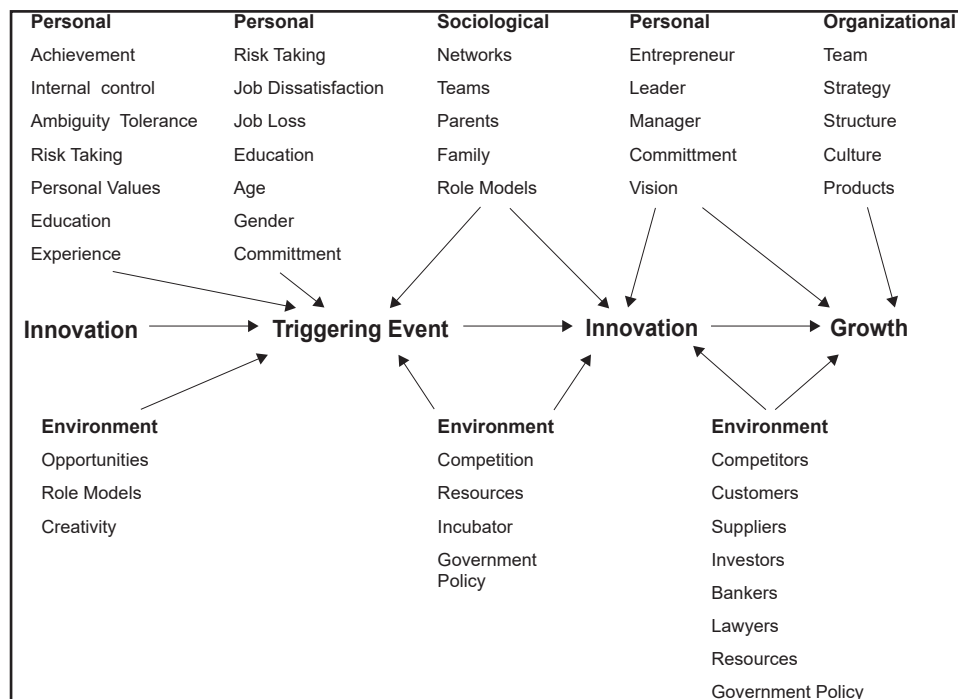 Personal
Achievement
Internal control
Ambiguity Tolerance
Risk Taking
Personal Values
Education
Experience
Personal
Risk Taking
Job Dissatisfaction
Job Loss
Education
Age
Gender
Committment
Sociological
Networks
Teams
Parents
Family
Role Models
Personal
Entrepreneur
Leader
Manager
Committment
Vision
Organizational
Team
Strategy
Structure
Culture
Products
Innovation
Triggering Event
Innovation
Growth
Environment
Opportunities
Role Models
Creativity
Environment
Competition
Resources
Incubator
Government
Policy
Environment
Competitors
Customers
Suppliers
Investors
Bankers
Lawyers
Resources
Government Policy